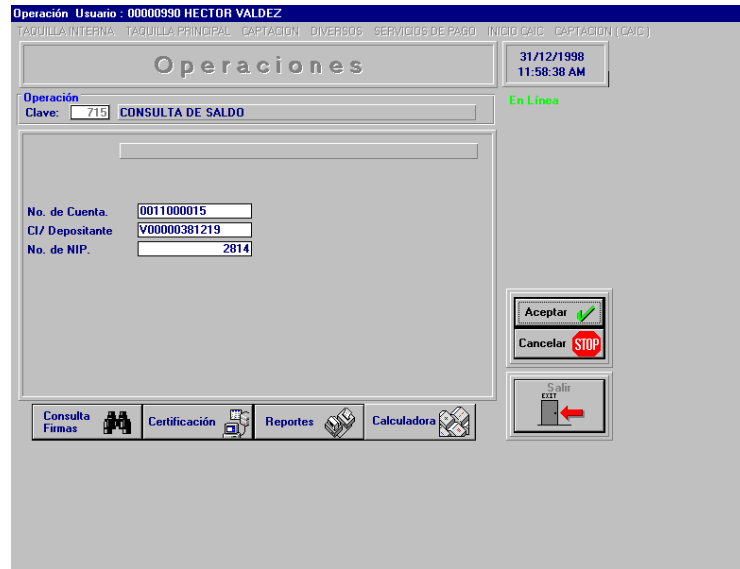 Operación Usuario : 00000990 HECTOR VALDEZ
TAQUILLA INTERNA TAQUILLA PRINCIPAL CAPTACION DIVERSOS SERVICIOS DE PAGO INICIO CAIC CAPTACION ( CAIC )
Operaciones
31/12/1998
11:58:38 AM
Operación
Clave: 715 CONSULTA DE SALDO
En Línea
No. de Cuenta. 0011000015
CI/ Depositante V00000381219
No. de NIP. 2814
Aceptar
Cancelar STOP
Salir
EXIT
Consulta Firmas
Certificación
Reportes
Calculadora